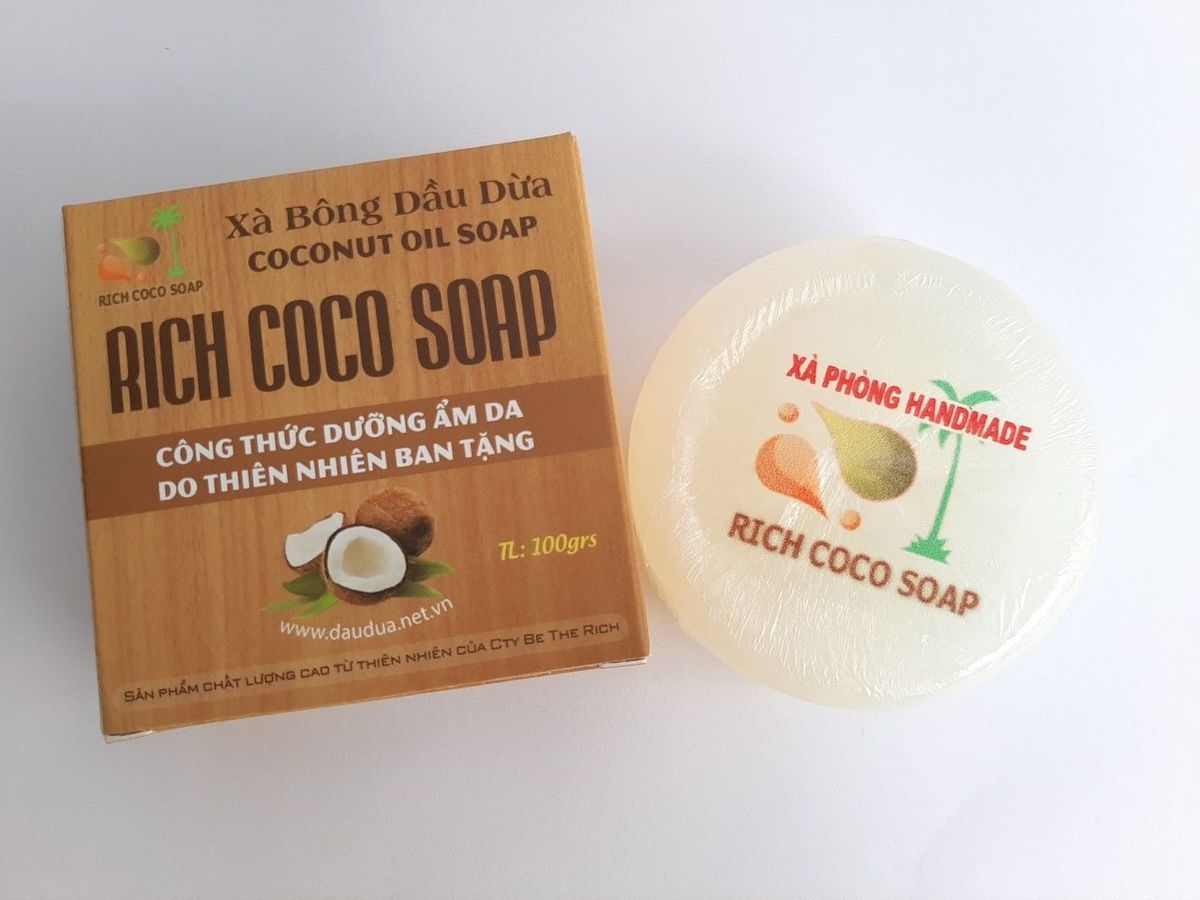 Xà Bông Dầu Dừa
COCONUT OIL SOAP
RICH COCO SOAP
RICH COCO SOAP
CÔNG THỨC DƯỠNG ẨM DA
DO THIÊN NHIÊN BAN TẶNG
TL: 100grs
www.daudua.net.vn
SẢN PHẨM CHẤT LƯỢNG CAO TỪ THIÊN NHIÊN CỦA CTY BE THE RICH
XÀ PHÒNG HANDMADE
RICH COCO SOAP